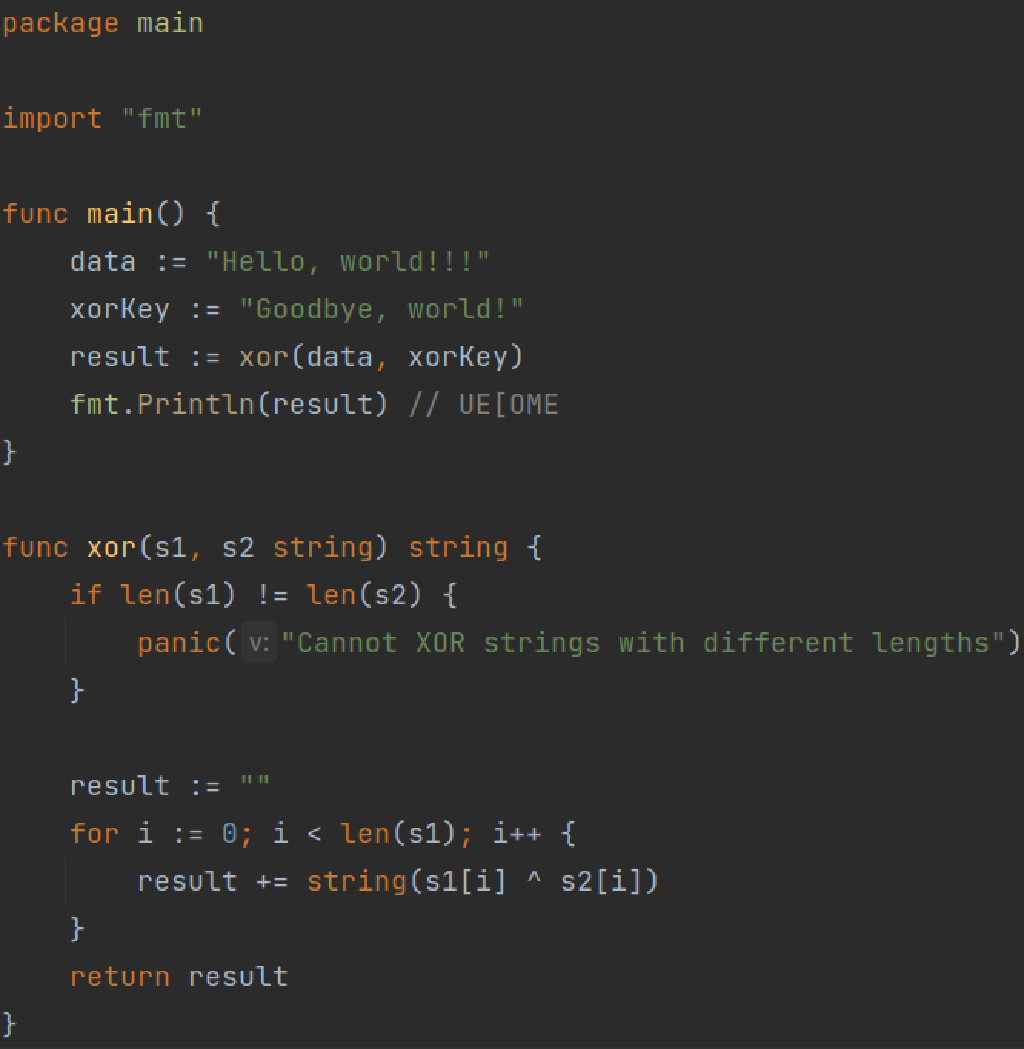 package main
import "fmt"
func main() {
    data := "Hello, world!!!"
    xorKey := "Goodbye, world!"
    result := xor(data, xorKey)
    fmt.Println(result) // UE[OME
}
func xor(s1, s2 string) string {
    if len(s1) != len(s2) {
        panic( v: "Cannot XOR strings with different lengths")
    }
    result := ""
    for i := 0; i < len(s1); i++ {
        result += string(s1[i] ^ s2[i])
    }
    return result
}